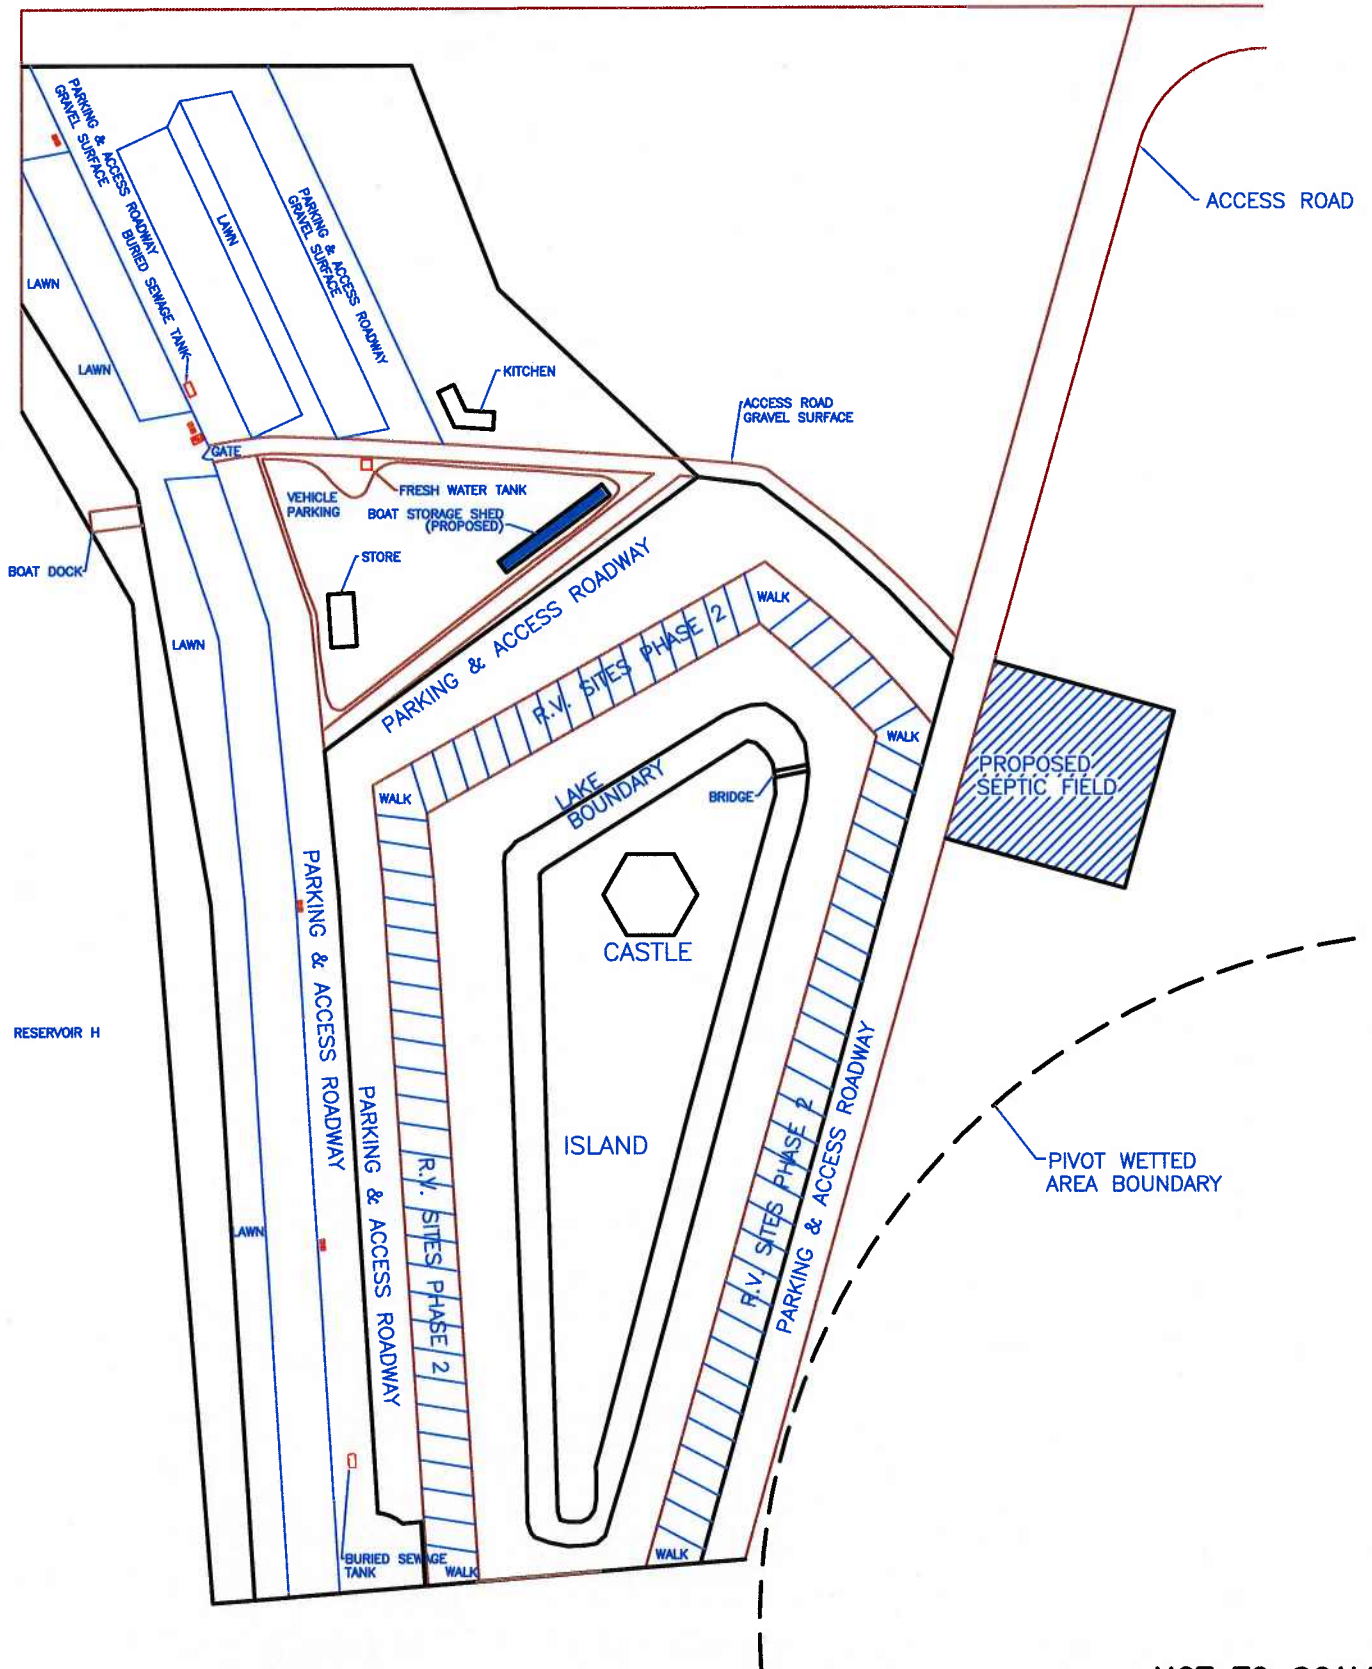 PARKING & ACCESS ROADWAY
GRAVEL SURFACE
ACCESS ROAD
PARKING & ACCESS ROADWAY
GRAVEL SURFACE
LAWN
BURIED SEWAGE TANK
LAWN
LAWN
KITCHEN
ACCESS ROAD
GRAVEL SURFACE
GATE
FRESH WATER TANK
VEHICLE
PARKING
BOAT STORAGE SHED
(PROPOSED)
STORE
BOAT DOCK
LAWN
PARKING & ACCESS ROADWAY
WALK
R.V. SITES PHASE 2
WALK
PROPOSED
SEPTIC FIELD
LAKE
BOUNDARY
BRIDGE
WALK
CASTLE
PARKING & ACCESS ROADWAY
RESERVOIR H
PARKING & ACCESS ROADWAY
ISLAND
R.V. SITES PHASE 2
R.V. SITES PHASE 2
PARKING & ACCESS ROADWAY
PIVOT WETTED
AREA BOUNDARY
LAWN
BURIED SEWAGE
TANK
WALK
WALK